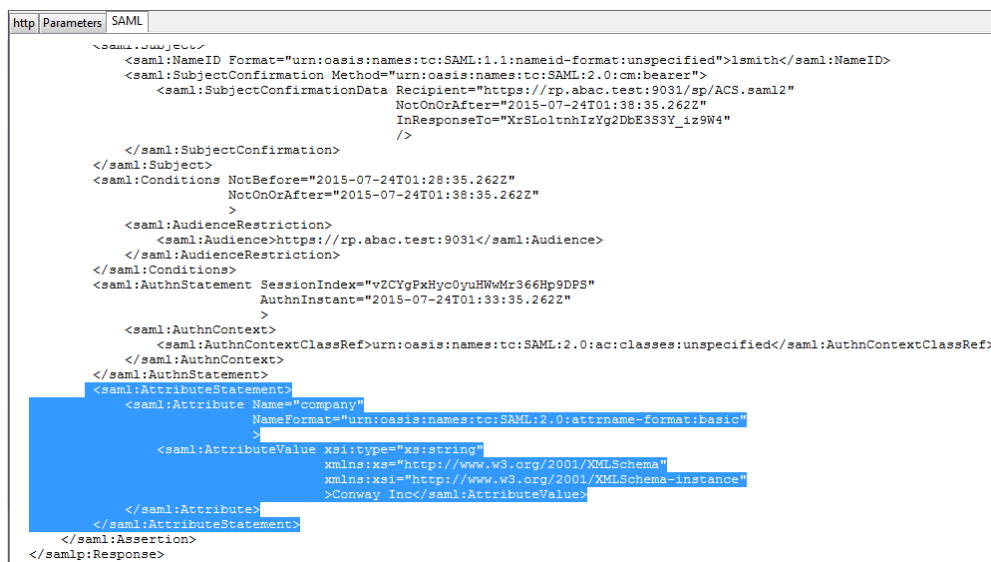 http Parameters SAML
<saml:Subject>
<saml:NameID Format="urn:oasis:names:tc:SAML:1.1:nameid-format:unspecified">lsmith</saml:NameID>
<saml:SubjectConfirmation Method="urn:oasis:names:tc:SAML:2.0:cm:bearer">
<saml:SubjectConfirmationData Recipient="https://rp.abac.test:9031/sp/ACS.saml2"
NotOnOrAfter="2015-07-24T01:38:35.262Z"
InResponseTo="XrSLoltnhIzYg2DbE3S3Y_iz9W4"
/>
</saml:SubjectConfirmation>
</saml:Subject>
<saml:Conditions NotBefore="2015-07-24T01:28:35.262Z"
NotOnOrAfter="2015-07-24T01:38:35.262Z"
>
<saml:AudienceRestriction>
<saml:Audience>https://rp.abac.test:9031</saml:Audience>
</saml:AudienceRestriction>
</saml:Conditions>
<saml:AuthnStatement SessionIndex="vZCYgPxHyc0yuHWwMr366Hp9DPS"
AuthnInstant="2015-07-24T01:33:35.262Z"
>
<saml:AuthnContext>
<saml:AuthnContextClassRef>urn:oasis:names:tc:SAML:2.0:ac:classes:unspecified</saml:AuthnContextClassRef>
</saml:AuthnContext>
</saml:AuthnStatement>
<saml:AttributeStatement>
<saml:Attribute Name="company"
NameFormat="urn:oasis:names:tc:SAML:2.0:attrname-format:basic"
>
<saml:AttributeValue xsi:type="xs:string"
xmlns:xs="http://www.w3.org/2001/XMLSchema"
xmlns:xsi="http://www.w3.org/2001/XMLSchema-instance"
>Conway Inc</saml:AttributeValue>
</saml:Attribute>
</saml:AttributeStatement>
</saml:Assertion>
</samlp:Response>